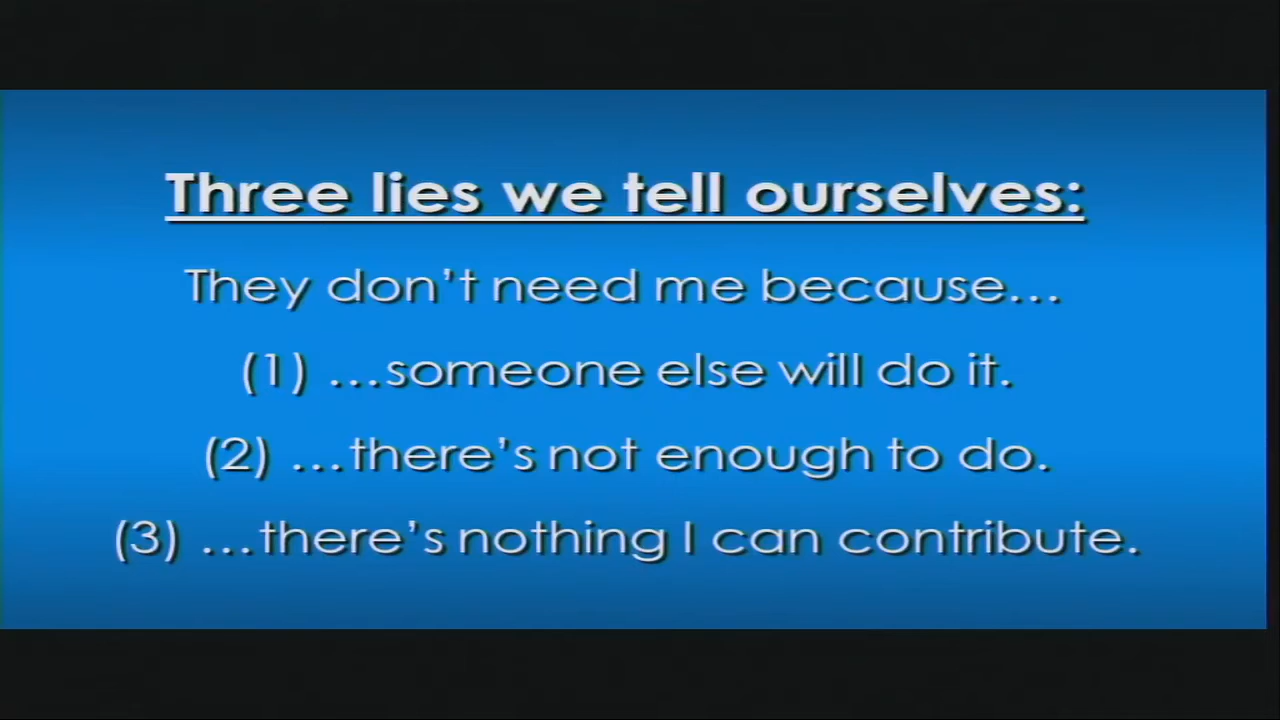 Three lies we tell ourselves:
They don’t need me because…
(1) …someone else will do it.
(2) …there’s not enough to do.
(3) …there’s nothing I can contribute.